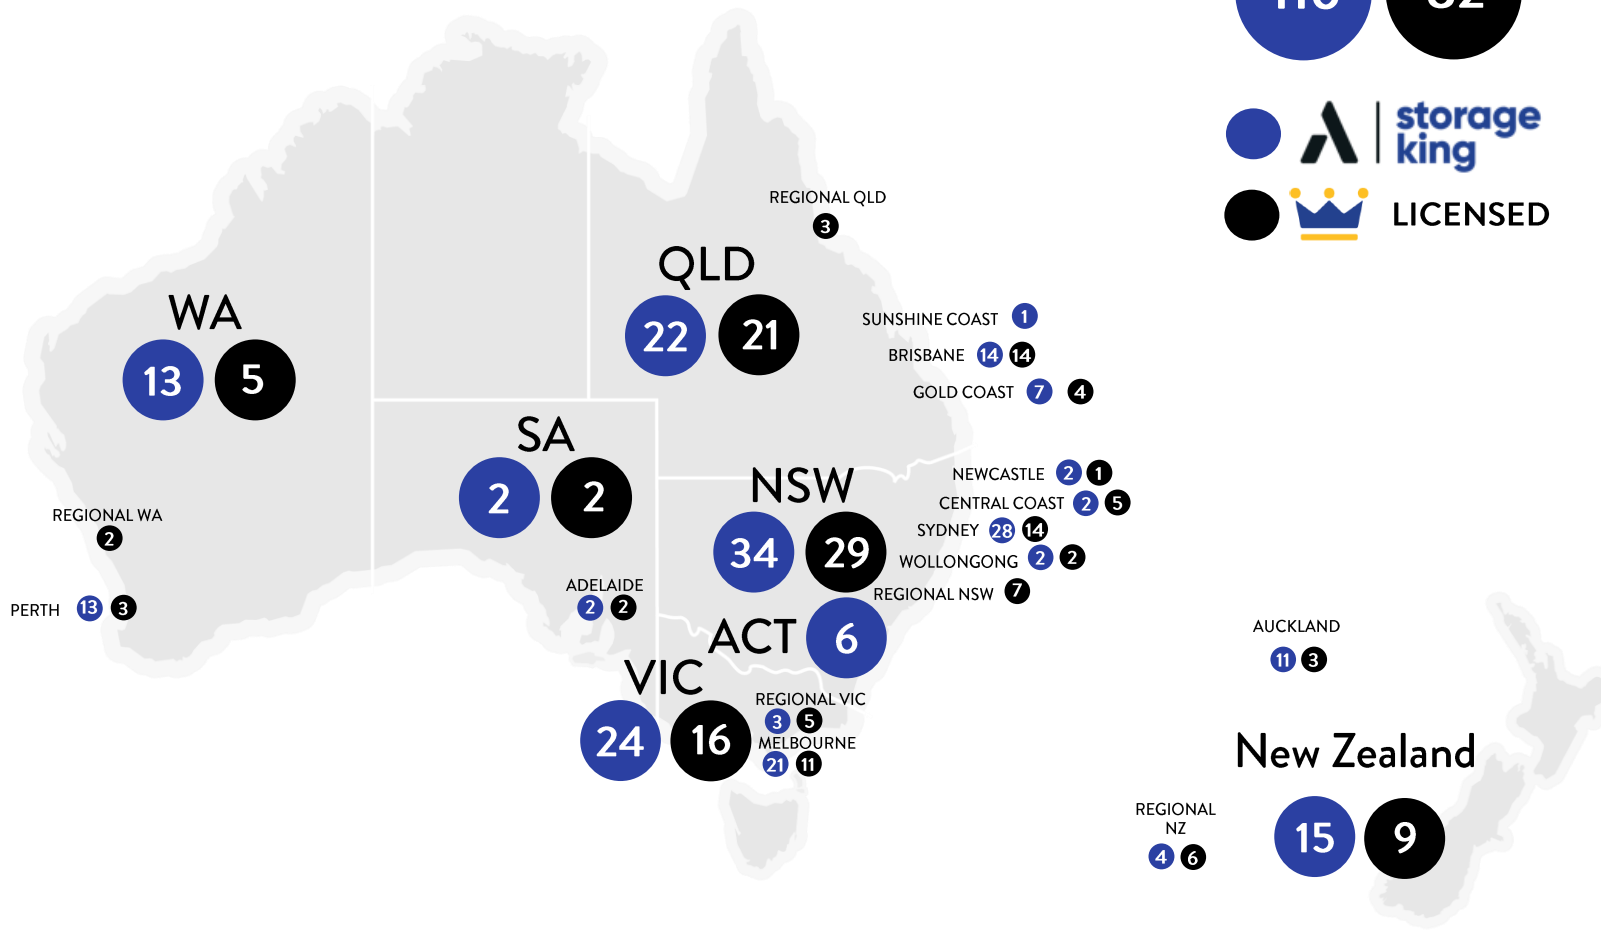 116 82
storage
king
LICENSED
REGIONAL QLD
3
QLD
22 21
SUNSHINE COAST 1
BRISBANE 14 14
GOLD COAST 7 4
WA
13 5
SA
2 2
NSW
34 29
NEWCASTLE 2 1
CENTRAL COAST 2 5
SYDNEY 28 14
WOLLONGONG 2 2
REGIONAL NSW 7
REGIONAL WA
2
PERTH 13 3
ADELAIDE
2 2
ACT 6
VIC
24 16
REGIONAL VIC
3 5
MELBOURNE
21 11
AUCKLAND
11 3
New Zealand
15 9
REGIONAL
NZ
4 6